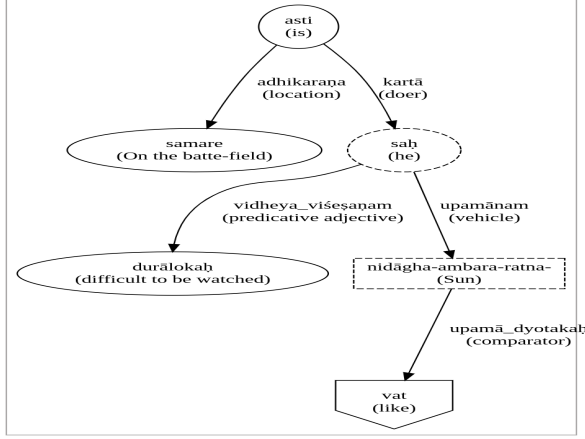 asti
(is)
adhikaraṇa
(location)
kartā
(doer)
samare
(On the batte-field)
saḥ
(he)
vidheya_viśeṣaṇam
(predicative adjective)
upamānam
(vehicle)
durālokaḥ
(difficult to be watched)
nidāgha-ambara-ratna-
(Sun)
upamā_dyotakaḥ
(comparator)
vat
(like)